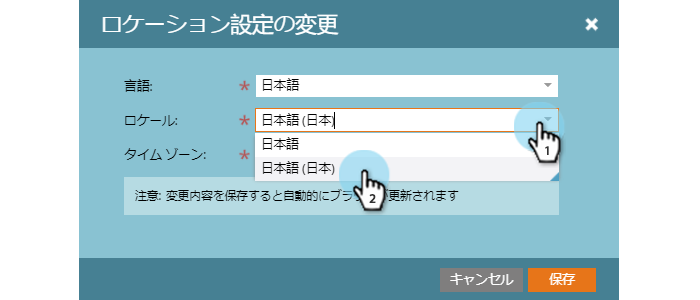 ロケーション設定の変更
言語: * 日本語
ロケール: * 日本語 (日本)
1
日本語
タイム ゾーン: * 日本語 (日本)
2
注意: 変更内容を保存すると自動的にブラ 更新されます
キャンセル 保存